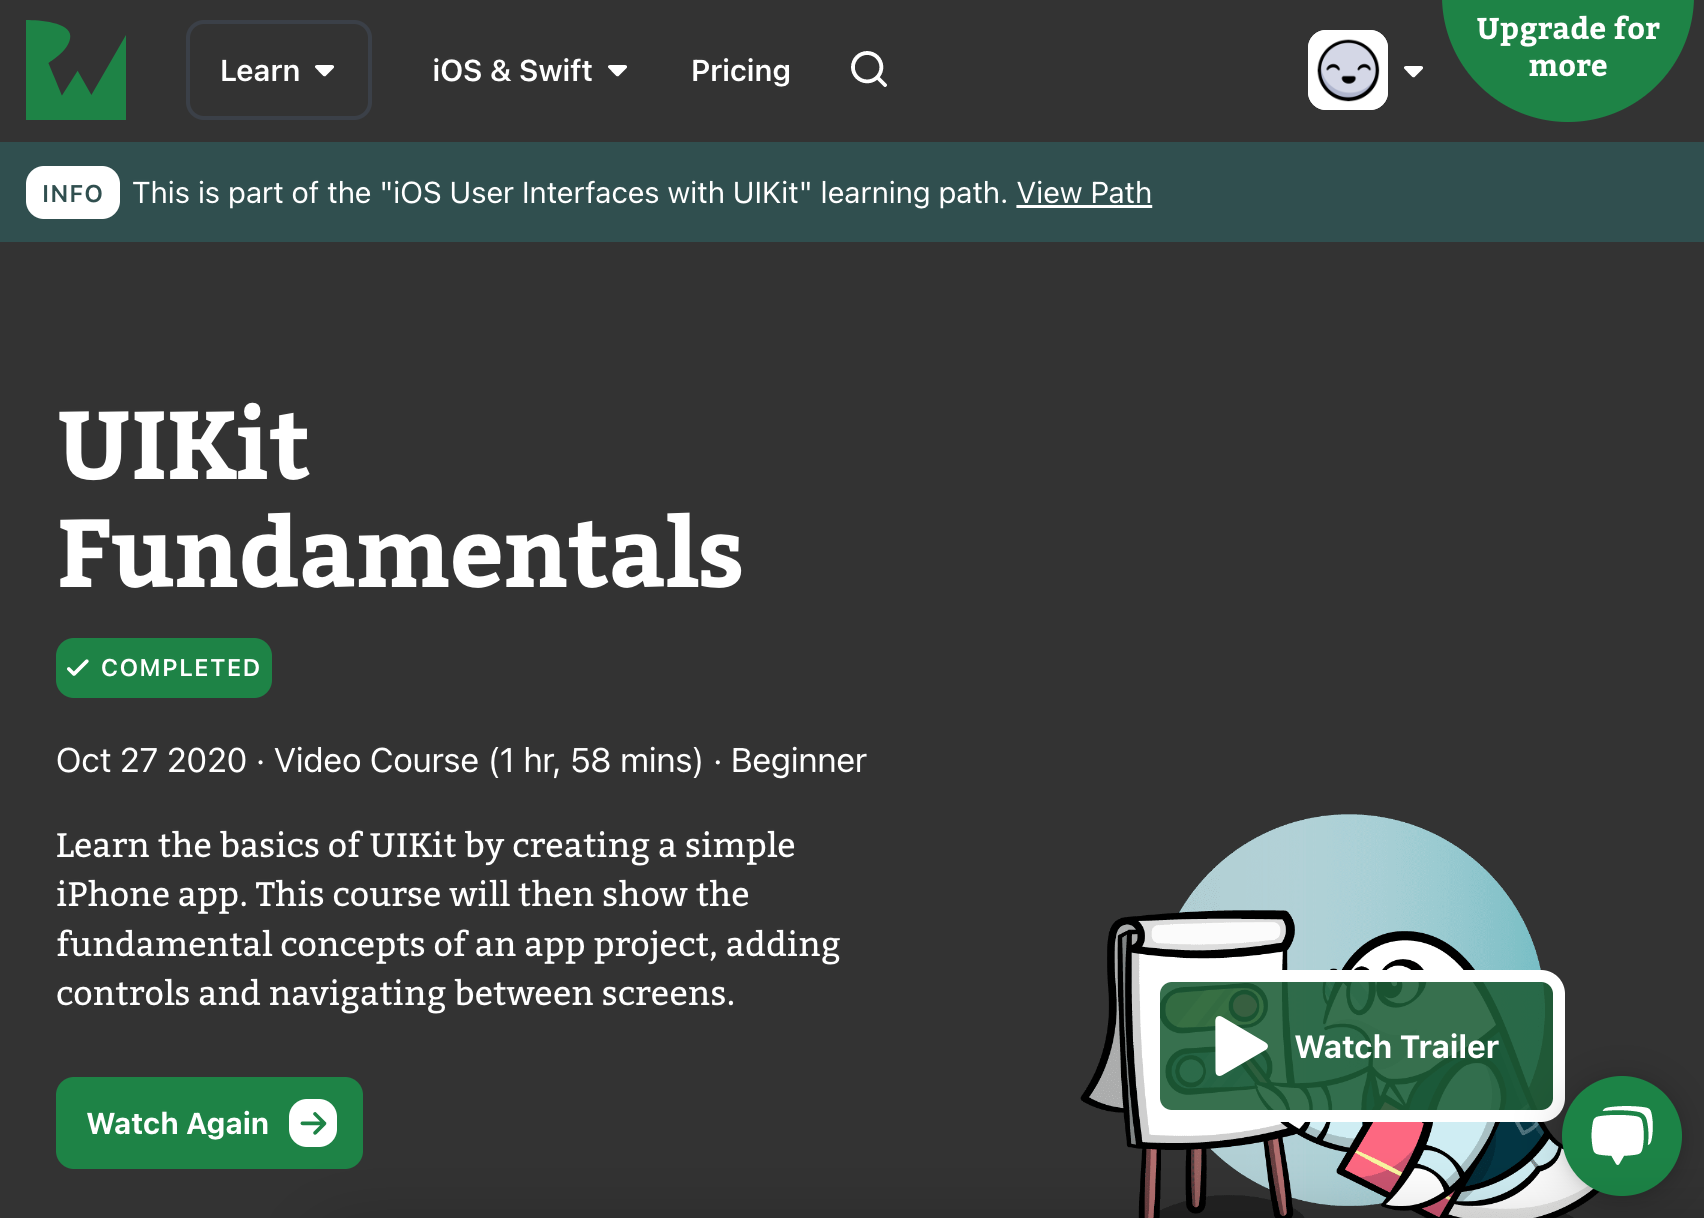 Learn
iOS & Swift
Pricing
Upgrade for
more
INFO
This is part of the "iOS User Interfaces with UIKit" learning path. View Path
UIKit
Fundamentals
COMPLETED
Oct 27 2020 · Video Course (1 hr, 58 mins) · Beginner
Learn the basics of UIKit by creating a simple
iPhone app. This course will then show the
fundamental concepts of an app project, adding
controls and navigating between screens.
Watch Trailer
Watch Again